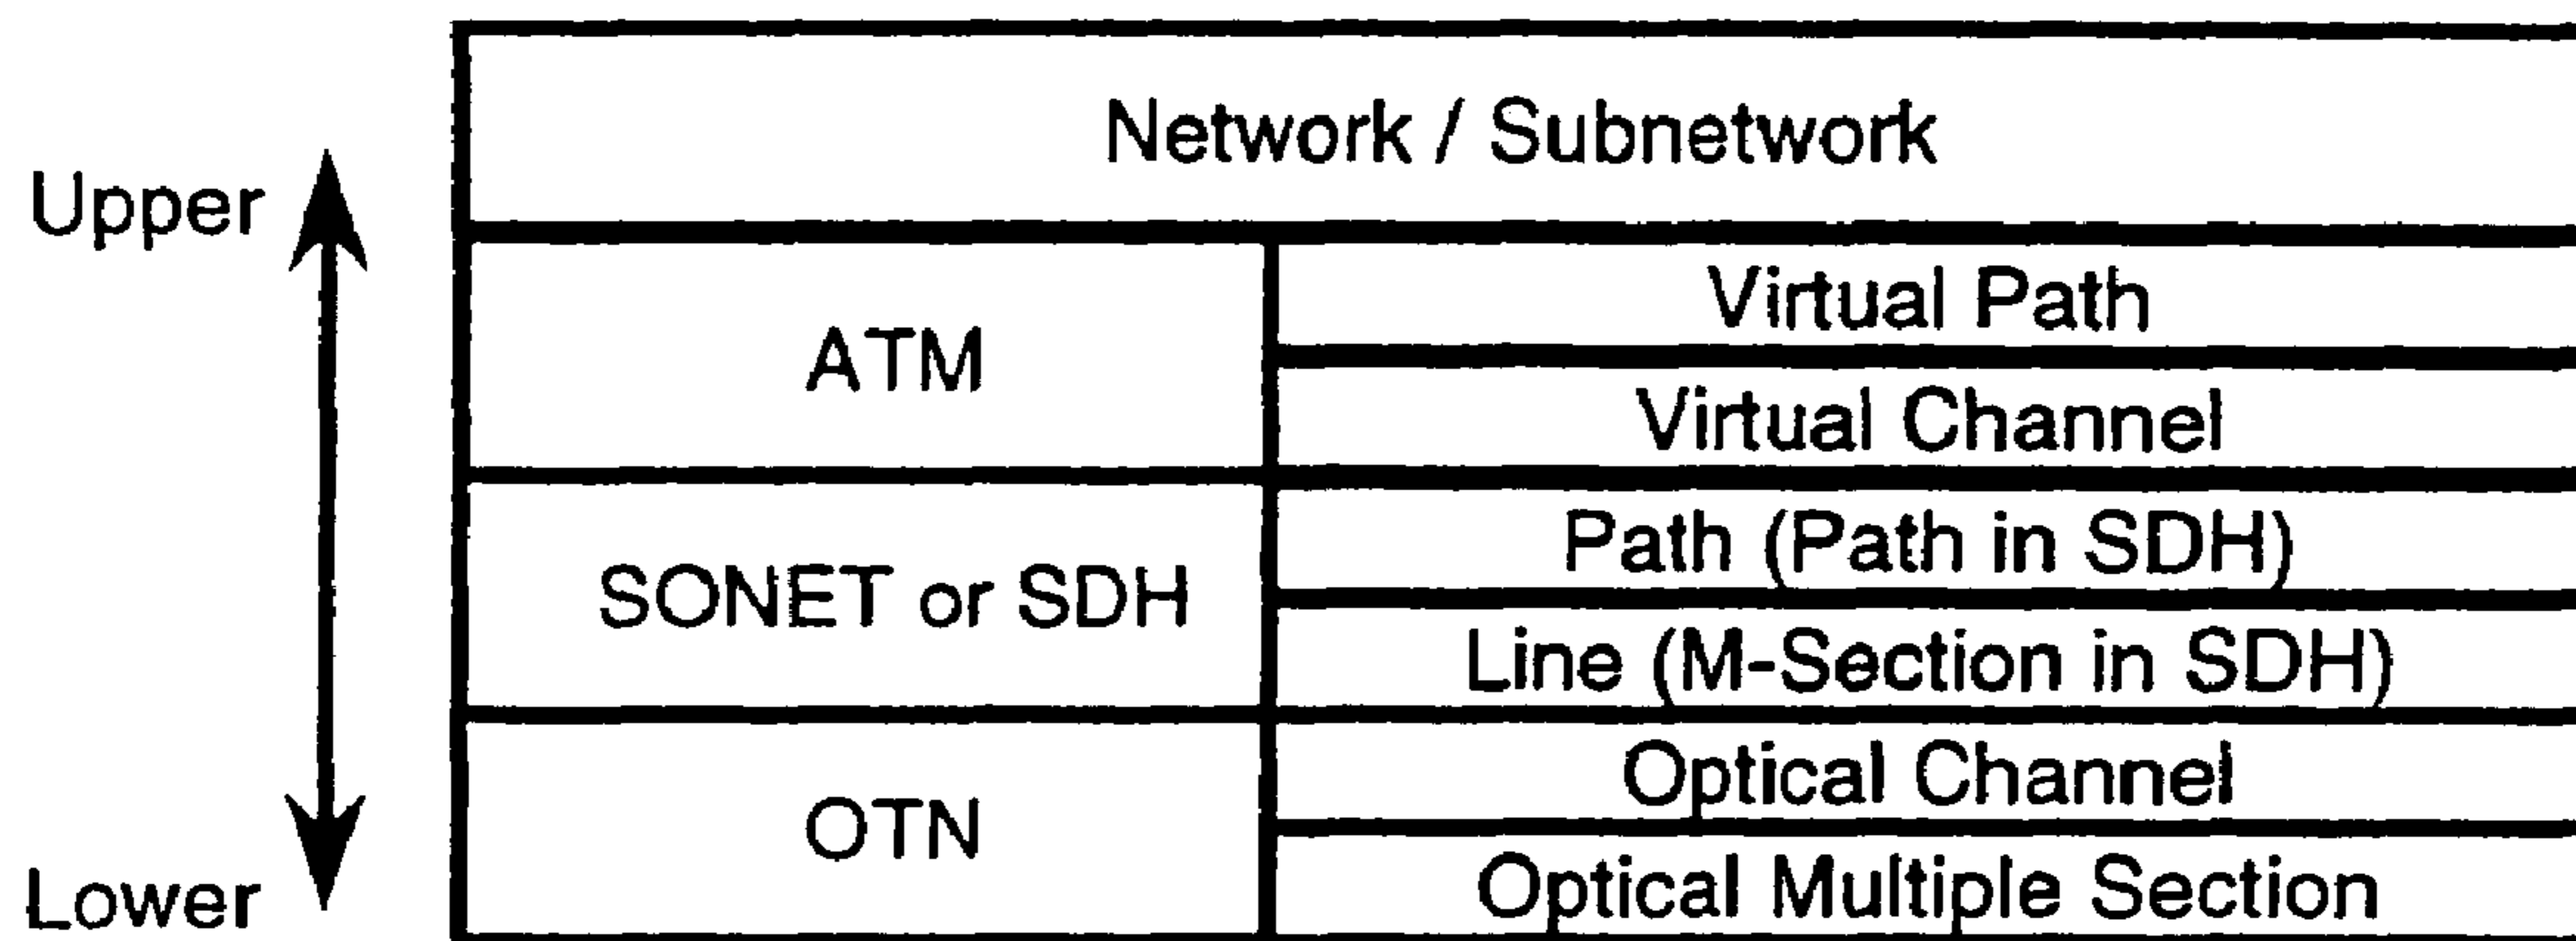 Network / Subnetwork
Upper
Virtual Path
ATM
Virtual Channel
Path (Path in SDH)
SONET or SDH
Line (M-Section in SDH)
Optical Channel
OTN
Optical Multiple Section
Lower